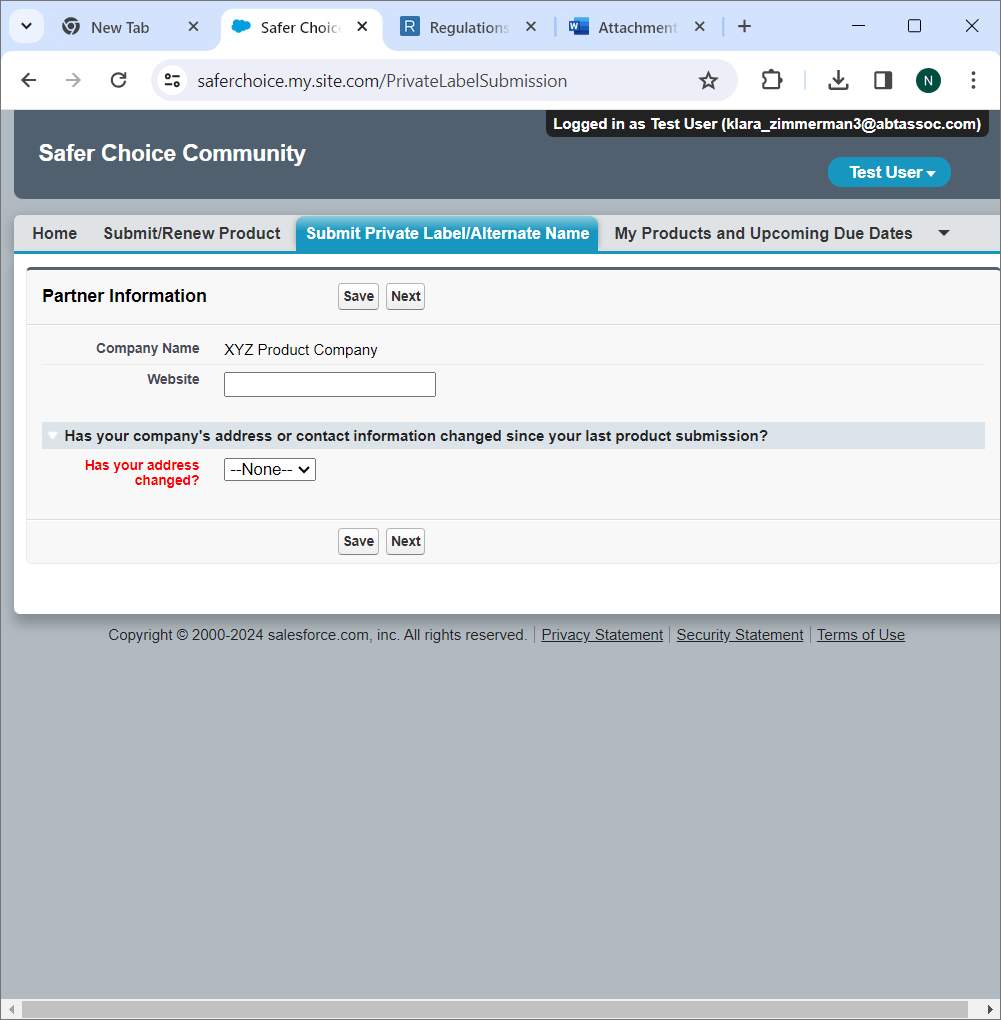 New Tab
Safer Choic
Regulations
Attachment
saferchoice.my.site.com/PrivateLabelSubmission
N
Logged in as Test User (klara_zimmerman3@abtassoc.com)
Safer Choice Community
Test User
Home Submit/Renew Product Submit Private Label/Alternate Name My Products and Upcoming Due Dates
Partner Information Save Next
Company Name XYZ Product Company
Website
Has your company's address or contact information changed since your last product submission?
Has your address --None--
changed?
Save Next
Copyright © 2000-2024 salesforce.com, inc. All rights reserved. Privacy Statement Security Statement Terms of Use